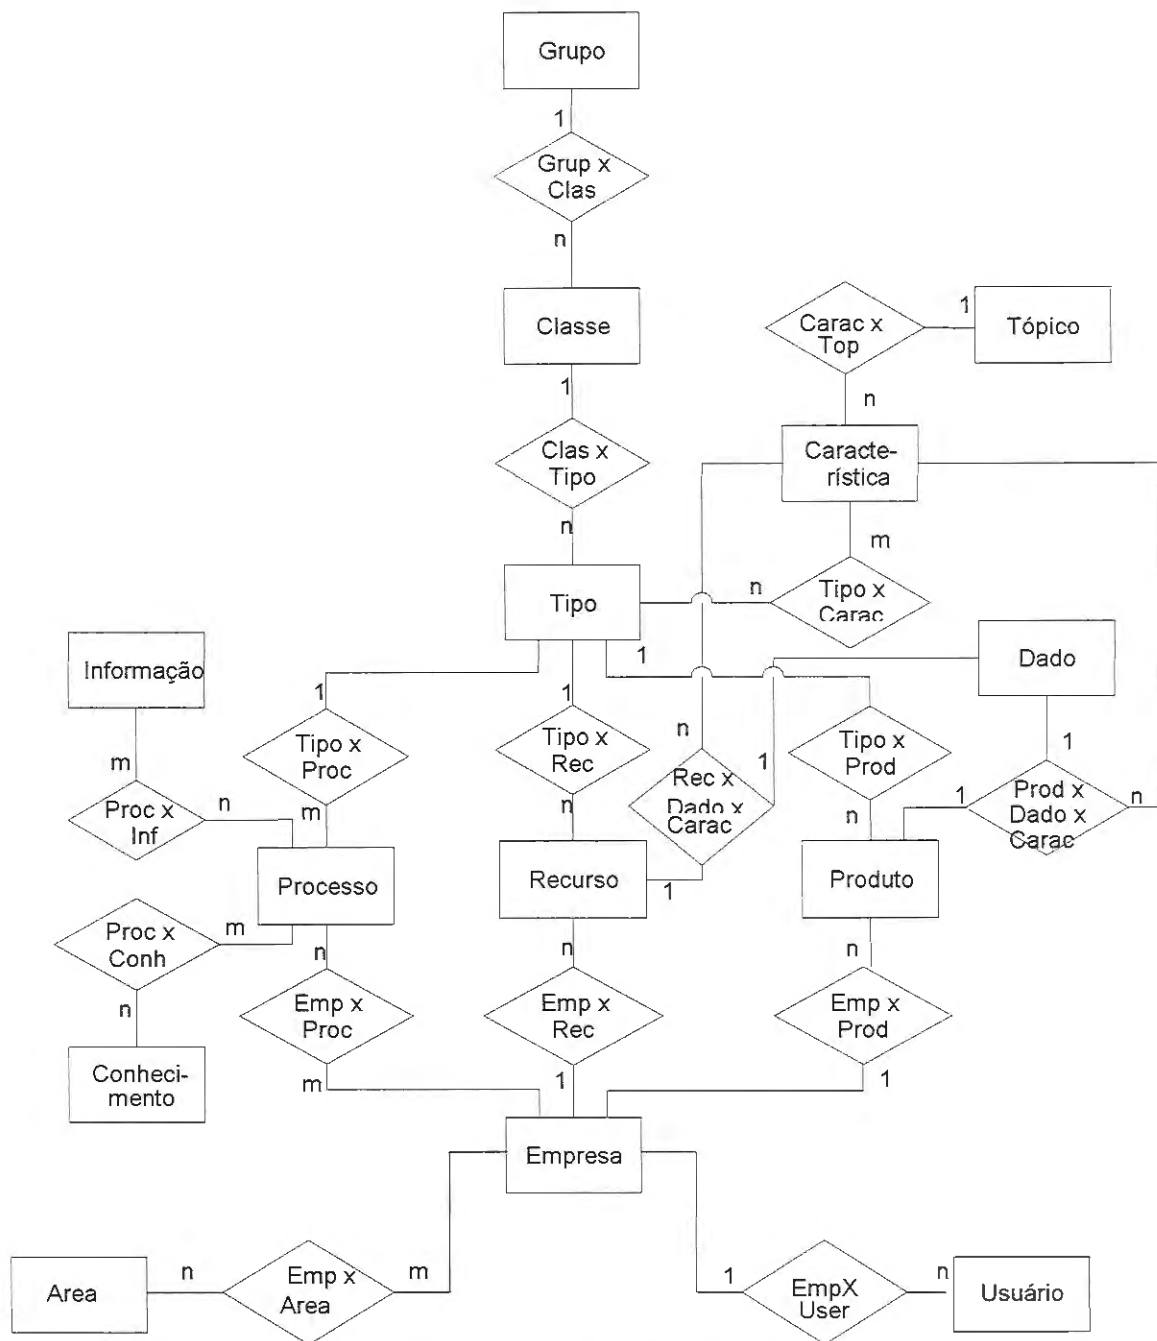 Grupo
1
Grup x
Clas
n
Classe
1
Clas x
Tipo
n
Carac x
Top
1
Tópico
n
Caracte-
rística
m
Tipo x
Carac
n
Tipo
1
1
1
Informação
m
Proc x
Inf
n
Tipo x
Proc
m
Tipo x
Rec
n
n
Rec x
Dado x
Carac
1
1
Tipo x
Prod
n
Dado
1
Prod x
Dado x
Carac
1
n
Processo
Recurso
Produto
Proc x
Conh
m
n
Conheci-
mento
n
Emp x
Proc
m
n
Emp x
Rec
1
n
Emp x
Prod
1
Empresa
Area
n
Emp x
Area
m
1
EmpX
User
n
Usuário